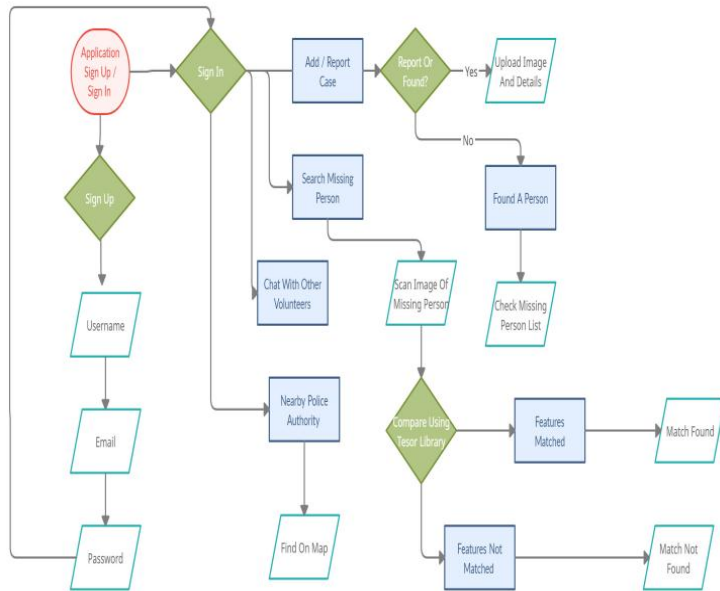 Application
Sign Up /
Sign In
Sign In
Add / Report
Case
Report Or
Found?
Yes
Upload Image
And Details
No
Sign Up
Search Missing
Person
Found A Person
Chat With Other
Volunteers
Scan Image Of
Missing Person
Check Missing
Person List
Username
Nearby Police
Authority
Compare Using
Tesor Library
Features
Matched
Match Found
Email
Password
Find On Map
Features Not
Matched
Match Not
Found